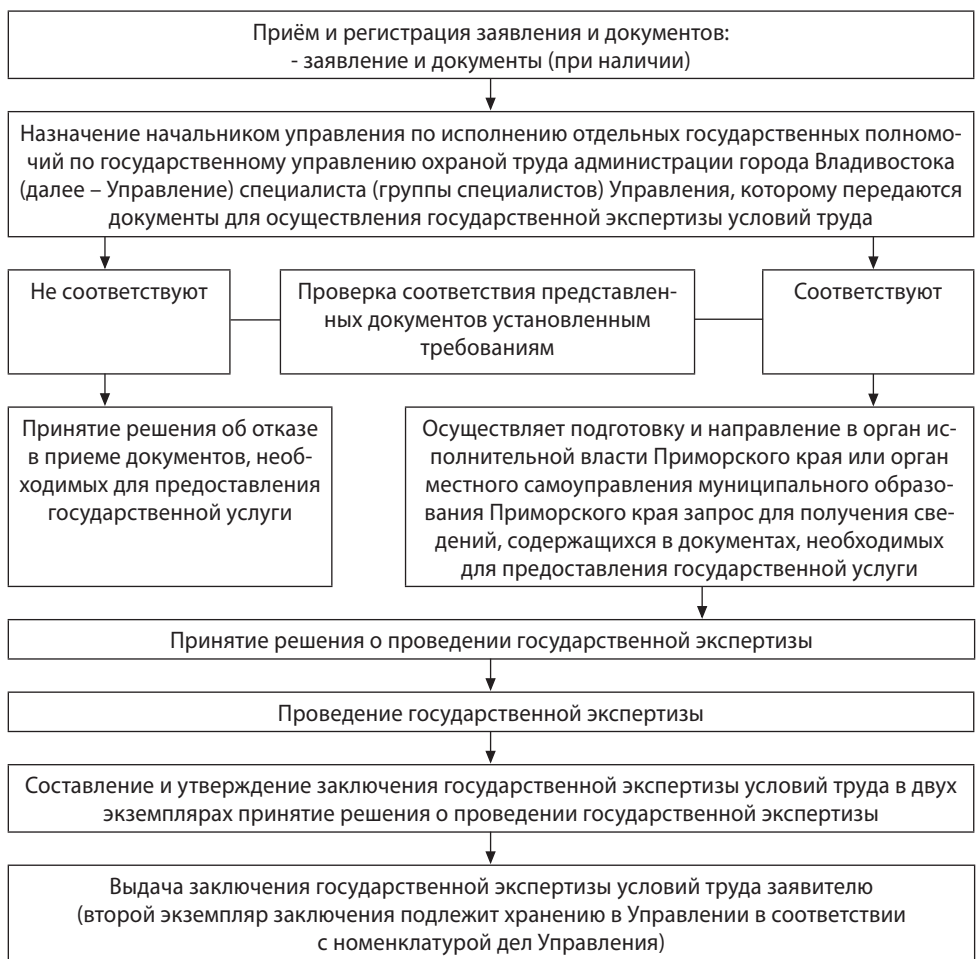 Приём и регистрация заявления и документов:
- заявление и документы (при наличии)
Назначение начальником управления по исполнению отдельных государственных полномо-
чий по государственному управлению охраной труда администрации города Владивостока
(далее – Управление) специалиста (группы специалистов) Управления, которому передаются
документы для осуществления государственной экспертизы условий труда
Не соответствуют
Проверка соответствия представлен-
ных документов установленным
требованиям
Соответствуют
Принятие решения об отказе
в приеме документов, необ-
ходимых для предоставления
государственной услуги
Осуществляет подготовку и направление в орган ис-
полнительной власти Приморского края или орган
местного самоуправления муниципального образо-
вания Приморского края запрос для получения све-
дений, содержащихся в документах, необходимых
для предоставления государственной услуги
Принятие решения о проведении государственной экспертизы
Проведение государственной экспертизы
Составление и утверждение заключения государственной экспертизы условий труда в двух
экземплярах принятие решения о проведении государственной экспертизы
Выдача заключения государственной экспертизы условий труда заявителю
(второй экземпляр заключения подлежит хранению в Управлении в соответствии
с номенклатурой дел Управления)